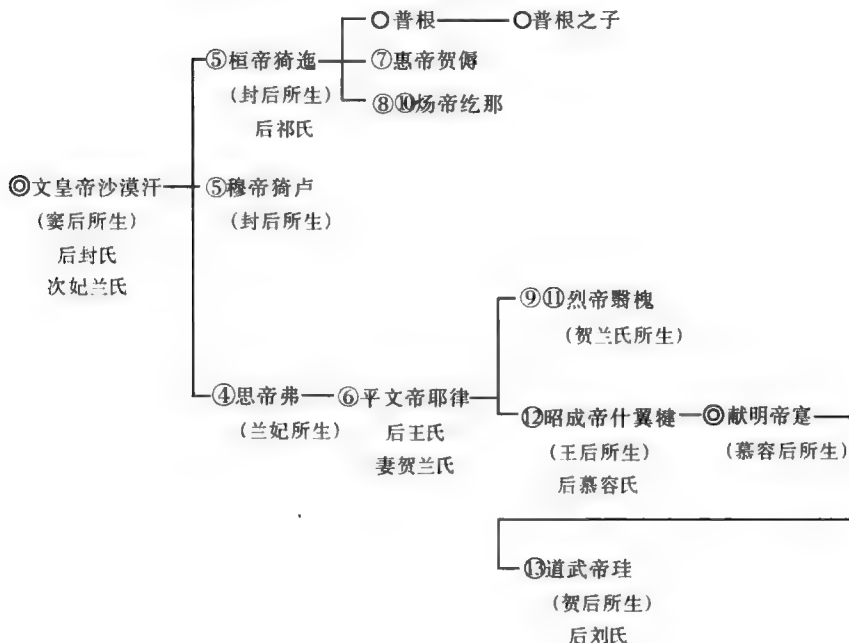 ○普根 ○普根之子
⑤桓帝猗迤 ⑦惠帝贺傉
(封后所生) ⑧⑩炀帝纥那
后祁氏
◎文皇帝沙漠汗 ⑤穆帝猗卢
(窦后所生) (封后所生)
后封氏
次妃兰氏
⑨⑪烈帝翳槐
(贺兰氏所生)
④思帝弗 ⑥平文帝耶律
(兰妃所生) 后王氏 ⑫昭成帝什翼犍 ◎献明帝寔
妻贺兰氏 (王后所生) (慕容后所生)
后慕容氏
⑬道武帝珪
(贺后所生)
后刘氏